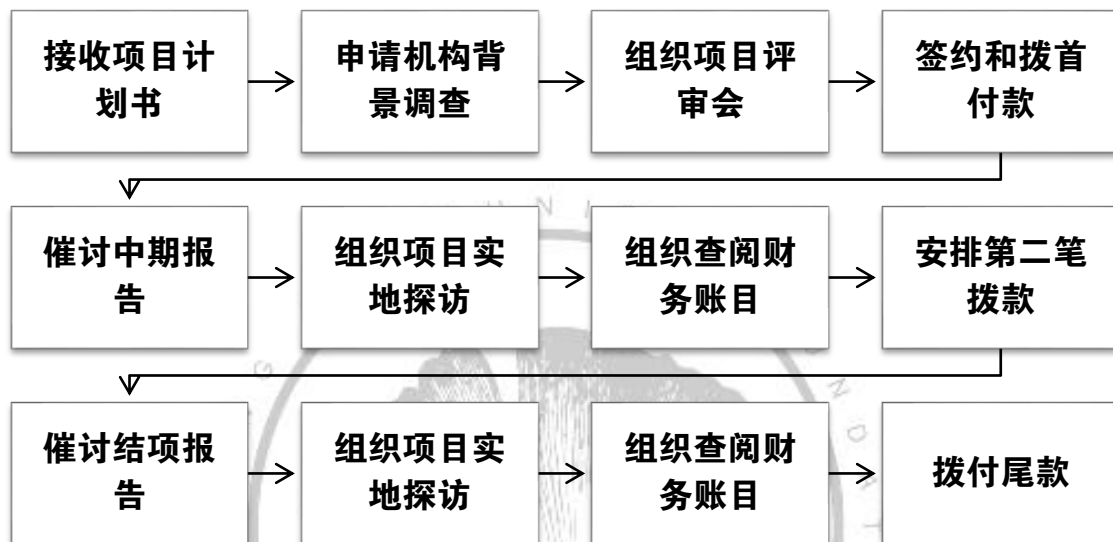 接收项目计
划书
申请机构背
景调查
组织项目评
审会
签约和拨首
付款
催讨中期报
告
组织项目实
地探访
组织查阅财
务账目
安排第二笔
拨款
催讨结项报
告
组织项目实
地探访
组织查阅财
务账目
拨付尾款